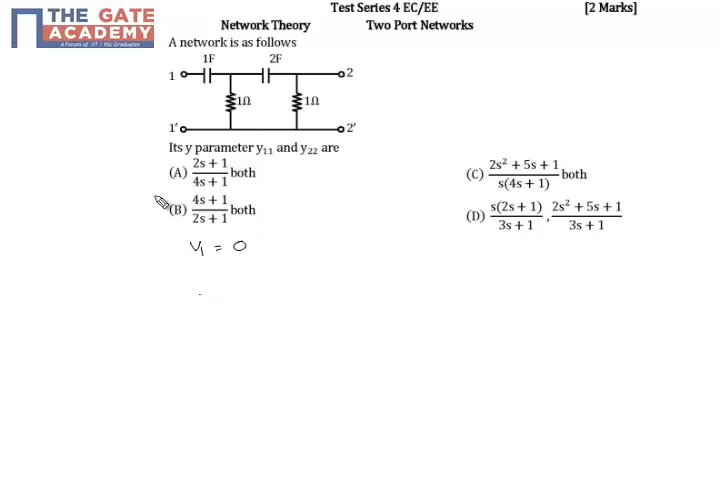 THE GATE
ACADEMY
A Forum of IIT / IISc Graduates
Test Series 4 EC/EE [2 Marks]
Network Theory Two Port Networks
A network is as follows
1F 2F
1 2
1Ω 1Ω
1' 2'
Its y parameter y₁₁ and y₂₂ are
(A) (2s + 1)/(4s + 1) both
(B) (4s + 1)/(2s + 1) both
(C) (2s² + 5s + 1)/(s(4s + 1)) both
(D) (s(2s + 1))/(3s + 1), (2s² + 5s + 1)/(3s + 1)
V₁ = 0